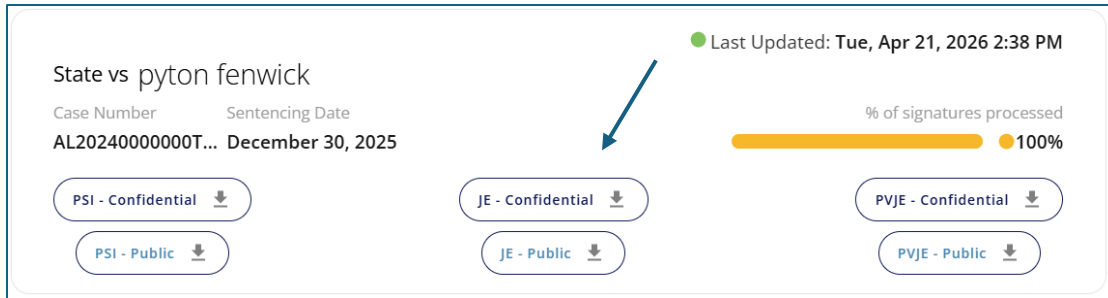 Last Updated: Tue, Apr 21, 2026 2:38 PM
State vs pyton fenwick
Case Number Sentencing Date % of signatures processed
AL20240000000T... December 30, 2025 100%
PSI - Confidential JE - Confidential PVJE - Confidential
PSI - Public JE - Public PVJE - Public